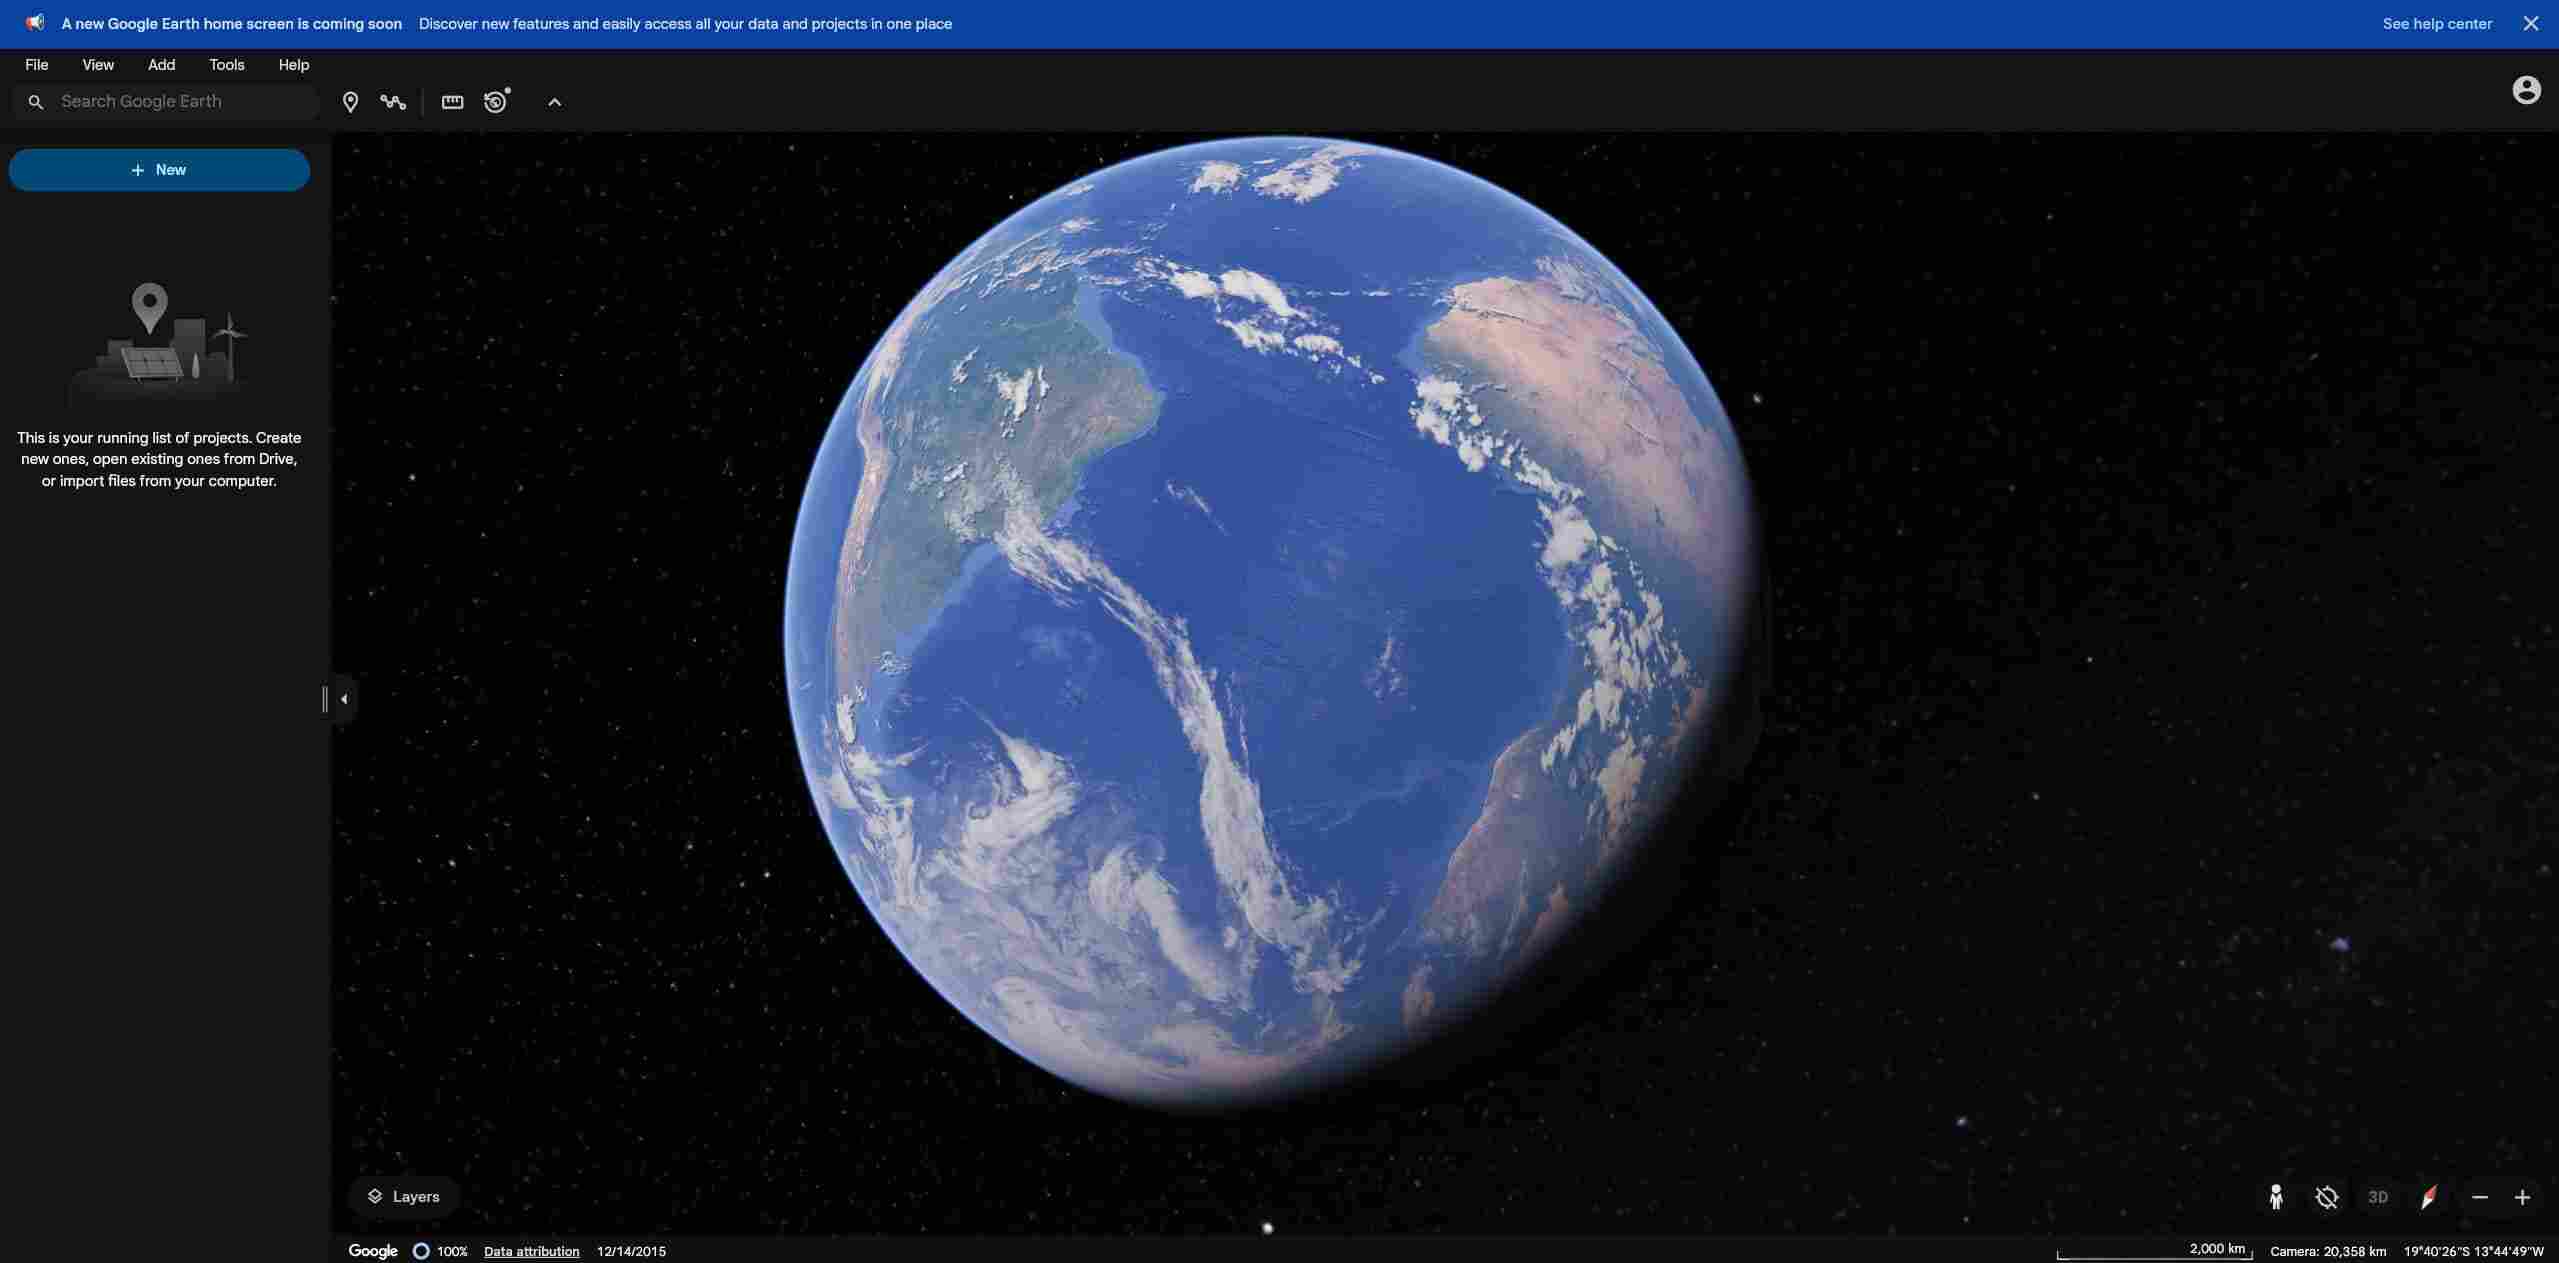 A new Google Earth home screen is coming soon Discover new features and easily access all your data and projects in one place See help center
File View Add Tools Help
Search Google Earth
+ New
This is your running list of projects. Create
new ones, open existing ones from Drive,
or import files from your computer.
Layers
3D
Google 100% Data attribution 12/14/2015 2,000 km Camera: 20,358 km 19°40'26"S 13°44'49"W